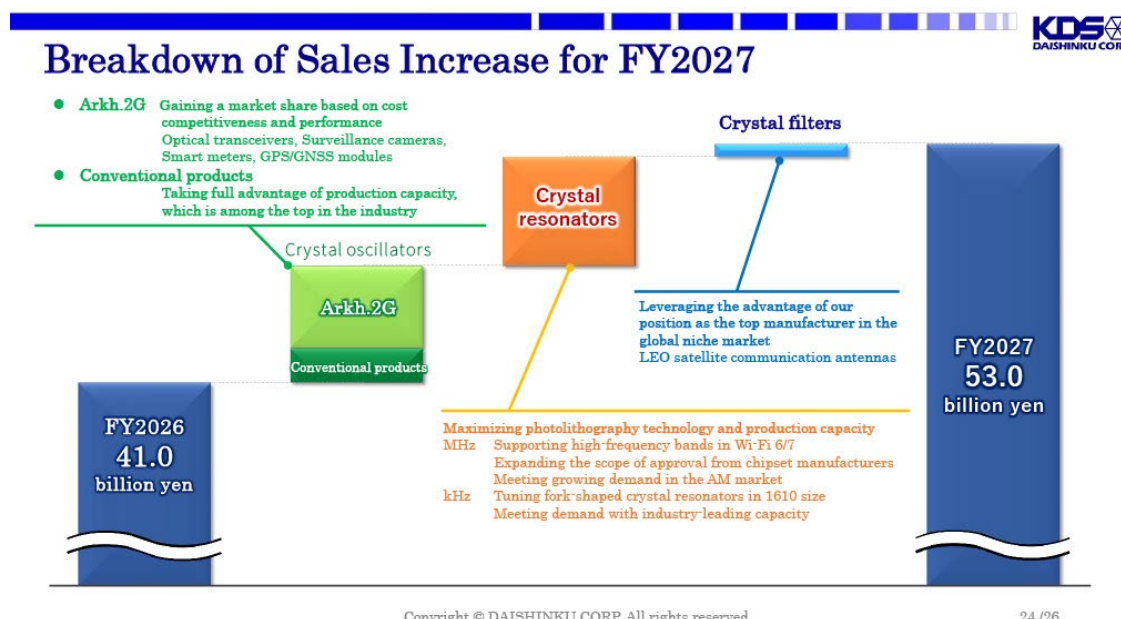 KDS
DAISHINKU CORP
Breakdown of Sales Increase for FY2027
● Arkh.2G Gaining a market share based on cost
competitiveness and performance
Optical transceivers, Surveillance cameras,
Smart meters, GPS/GNSS modules
● Conventional products
Taking full advantage of production capacity,
which is among the top in the industry
Crystal oscillators
Arkh.2G
Conventional products
Crystal
resonators
Crystal filters
Leveraging the advantage of our
position as the top manufacturer in the
global niche market
LEO satellite communication antennas
Maximizing photolithography technology and production capacity
MHz Supporting high-frequency bands in Wi-Fi 6/7
Expanding the scope of approval from chipset manufacturers
Meeting growing demand in the AM market
kHz Tuning fork-shaped crystal resonators in 1610 size
Meeting demand with industry-leading capacity
FY2026
41.0
billion yen
FY2027
53.0
billion yen
Copyright © DAISHINKU CORP. All rights reserved
24/26